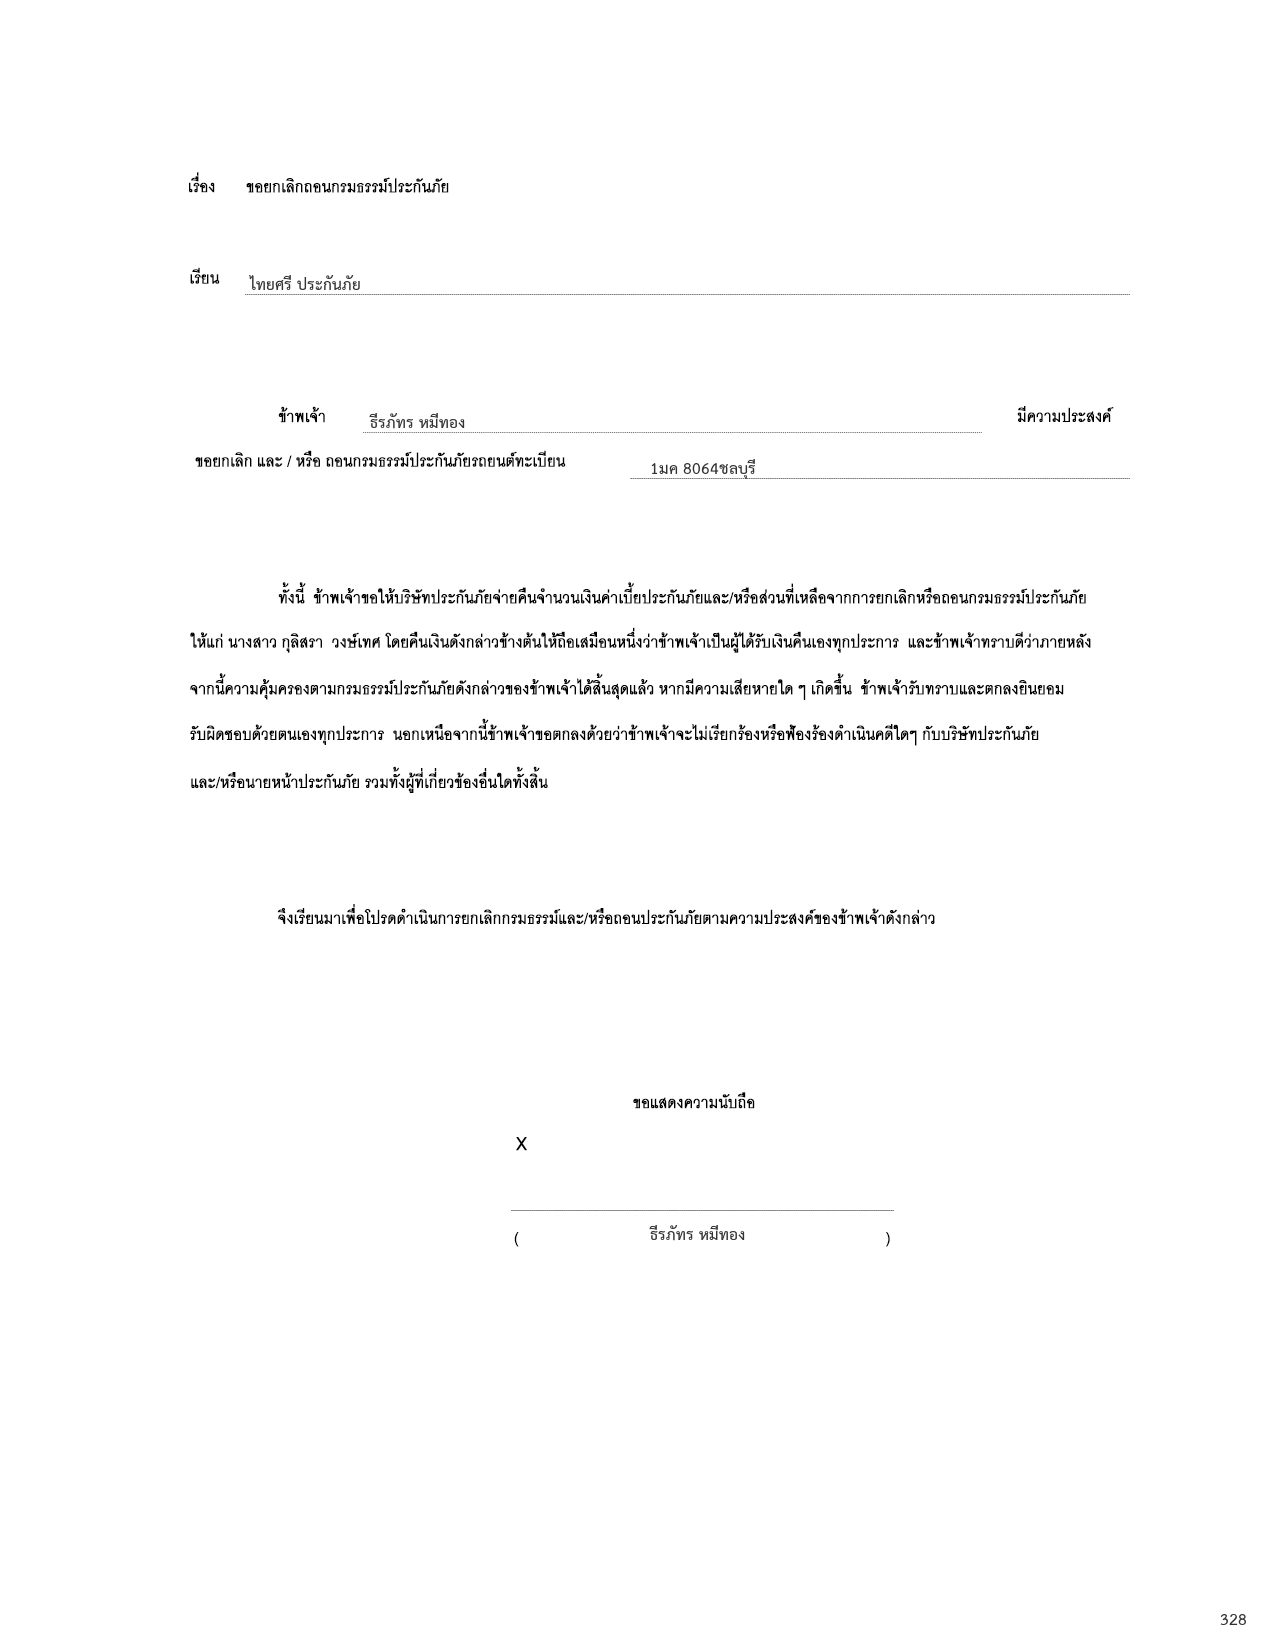 เรื่อง ขอยกเลิกถอนกรมธรรม์ประกันภัย
เรียน ไทยศรี ประกันภัย
ข้าพเจ้า ธีรภัทร หมีทอง มีความประสงค์
ขอยกเลิก และ / หรือ ถอนกรมธรรม์ประกันภัยรถยนต์ทะเบียน 1มค 8064ชลบุรี
ทั้งนี้ ข้าพเจ้าขอให้บริษัทประกันภัยจ่ายคืนจำนวนเงินค่าเบี้ยประกันภัยและ/หรือส่วนที่เหลือจากการยกเลิกหรือถอนกรมธรรม์ประกันภัย
ให้แก่ นางสาว กุลิสรา วงษ์เทศ โดยคืนเงินดังกล่าวข้างต้นให้ถือเสมือนหนึ่งว่าข้าพเจ้าเป็นผู้ได้รับเงินคืนเองทุกประการ และข้าพเจ้าทราบดีว่าภายหลัง
จากนี้ความคุ้มครองตามกรมธรรม์ประกันภัยดังกล่าวของข้าพเจ้าได้สิ้นสุดแล้ว หากมีความเสียหายใด ๆ เกิดขึ้น ข้าพเจ้ารับทราบและตกลงยินยอม
รับผิดชอบด้วยตนเองทุกประการ นอกเหนือจากนี้ข้าพเจ้าขอตกลงด้วยว่าข้าพเจ้าจะไม่เรียกร้องหรือฟ้องร้องดำเนินคดีใดๆ กับบริษัทประกันภัย
และ/หรือนายหน้าประกันภัย รวมทั้งผู้ที่เกี่ยวข้องอื่นใดทั้งสิ้น
จึงเรียนมาเพื่อโปรดดำเนินการยกเลิกกรมธรรม์และ/หรือถอนประกันภัยตามความประสงค์ของข้าพเจ้าดังกล่าว
ขอแสดงความนับถือ
X
( ธีรภัทร หมีทอง )
328